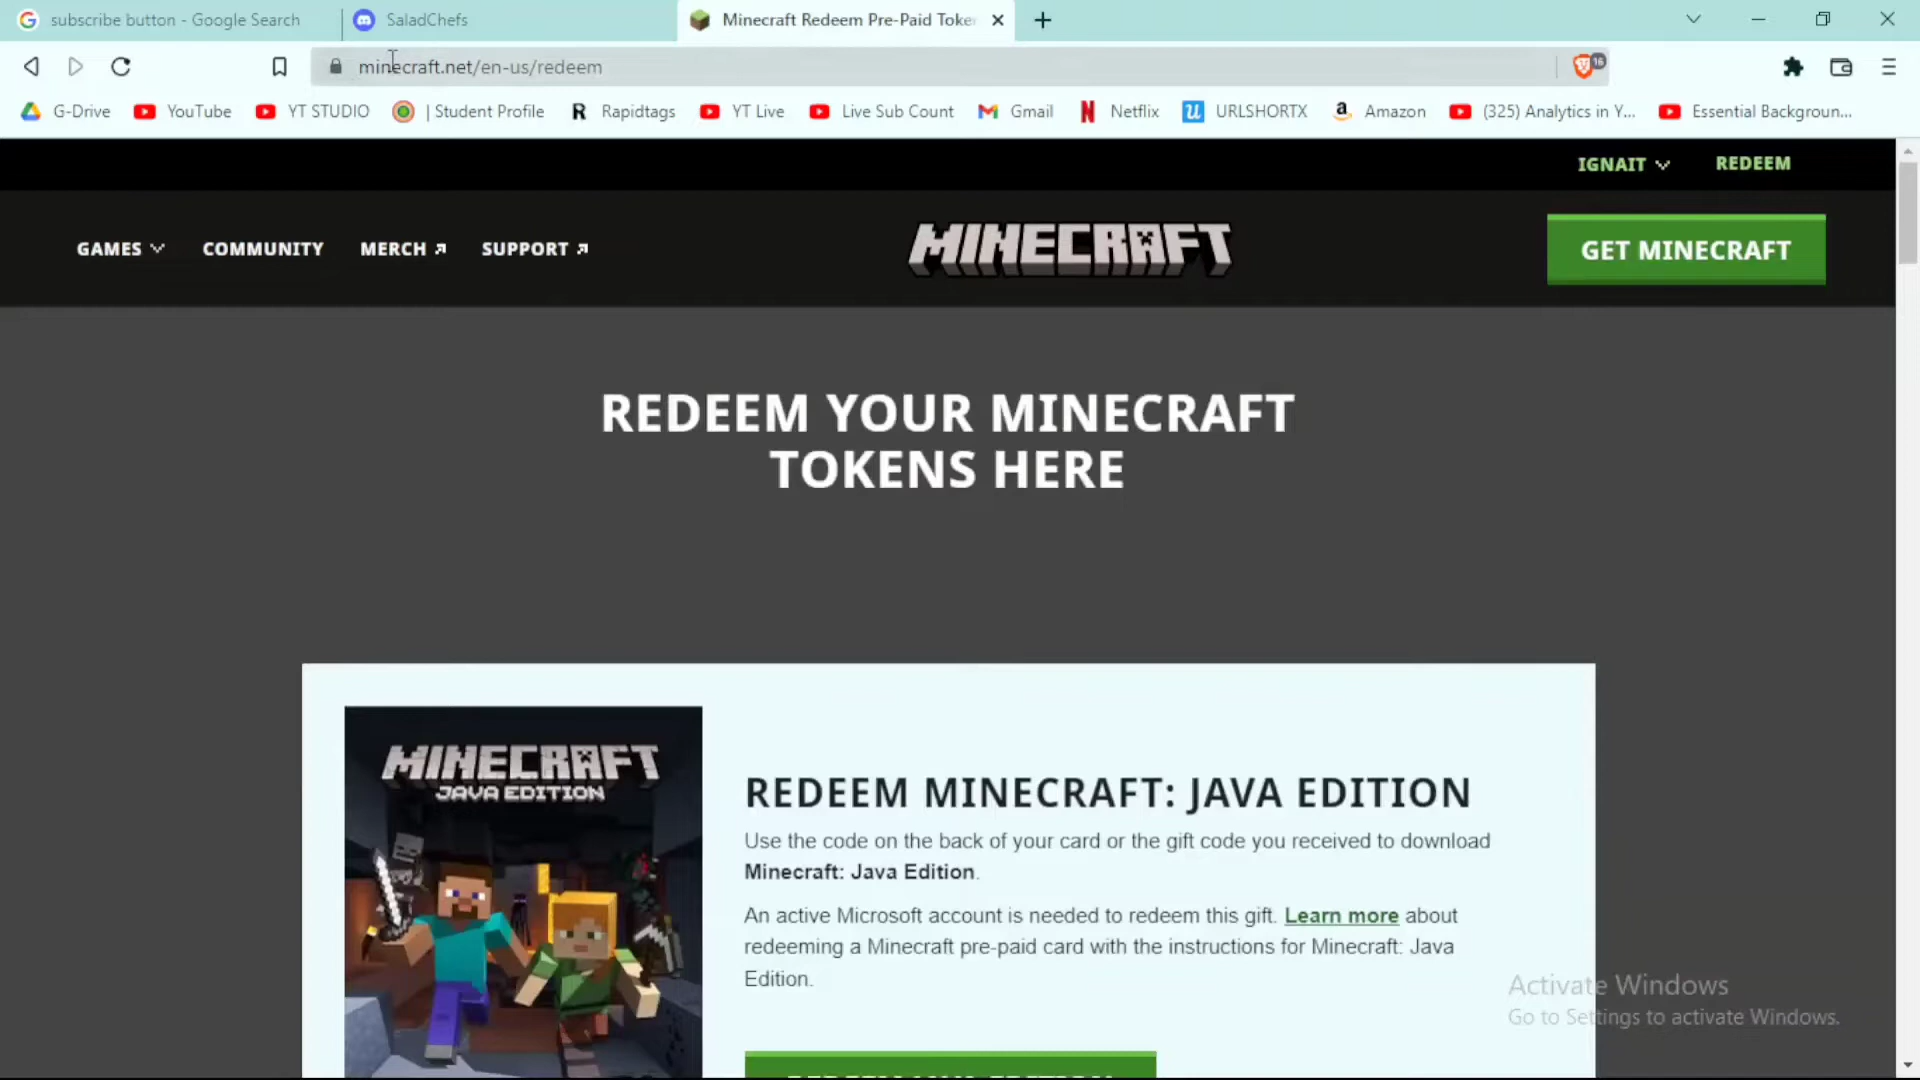 subscribe button - Google Search
SaladChefs
Minecraft Redeem Pre-Paid Toke
minecraft.net/en-us/redeem
16
G-Drive
YouTube
YT STUDIO
| Student Profile
R Rapidtags
YT Live
Live Sub Count
Gmail
N Netflix
u URLSHORTX
a Amazon
(325) Analytics in Y...
Essential Backgroun...
IGNAIT
REDEEM
GAMES
COMMUNITY
MERCH
SUPPORT
MINECRAFT
GET MINECRAFT
REDEEM YOUR MINECRAFT
TOKENS HERE
MINECRAFT
JAVA EDITION
REDEEM MINECRAFT: JAVA EDITION
Use the code on the back of your card or the gift code you received to download
Minecraft: Java Edition.
An active Microsoft account is needed to redeem this gift. Learn more about
redeeming a Minecraft pre-paid card with the instructions for Minecraft: Java
Edition.
Activate Windows
Go to Settings to activate Windows.